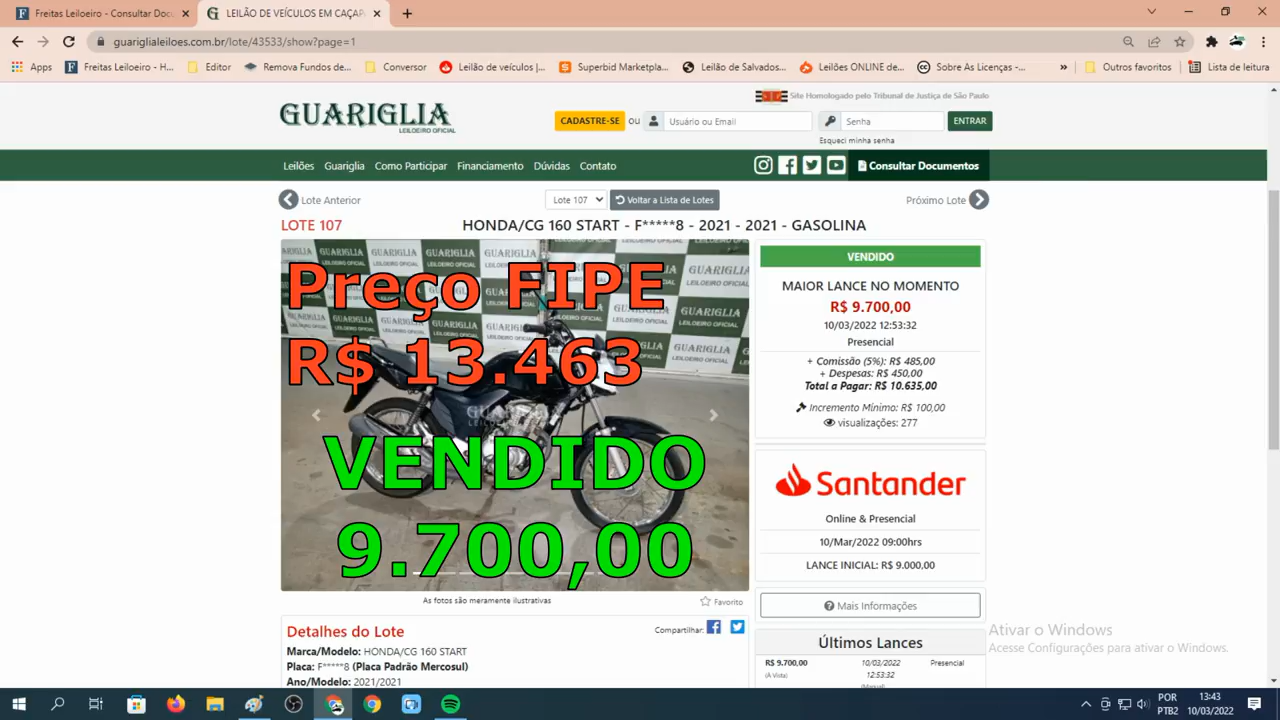 Freitas Leiloeiro - Consultar Docu
LEILÃO DE VEÍCULOS EM CAÇAP
guariglialeiloes.com.br/lote/43533/show?page=1
Apps
Freitas Leiloeiro - H...
Editor
Remova Fundos de...
Conversor
Leilão de veículos |...
Superbid Marketpla...
Leilão de Salvados...
Leilões ONLINE de...
Sobre As Licenças -...
»
Outros favoritos
Lista de leitura
GUARIGLIA
LEILOEIRO OFICIAL
Site Homologado pelo Tribunal de Justiça de São Paulo
CADASTRE-SE
ou
Usuário ou Email
Senha
ENTRAR
Esqueci minha senha
Leilões
Guariglia
Como Participar
Financiamento
Dúvidas
Contato
Consultar Documentos
Lote Anterior
Lote 107
Voltar a Lista de Lotes
Próximo Lote
LOTE 107
HONDA/CG 160 START - F*****8 - 2021 - 2021 - GASOLINA
Preço FIPE
R$ 13.463
VENDIDO
9.700,00
GUARIGLIA
LEILOEIRO OFICIAL
As fotos são meramente ilustrativas
Favorito
VENDIDO
MAIOR LANCE NO MOMENTO
R$ 9.700,00
10/03/2022 12:53:32
Presencial
+ Comissão (5%): R$ 485,00
+ Despesas: R$ 450,00
Total a Pagar: R$ 10.635,00
Incremento Mínimo: R$ 100,00
visualizações: 277
Santander
Online & Presencial
10/Mar/2022 09:00hrs
LANCE INICIAL: R$ 9.000,00
Mais Informações
Detalhes do Lote
Compartilhar:
Marca/Modelo: HONDA/CG 160 START
Placa: F*****8 (Placa Padrão Mercosul)
Ano/Modelo: 2021/2021
Últimos Lances
R$ 9.700,00
(A Vista)
10/03/2022
12:53:32
(Manual)
Presencial
Ativar o Windows
Acesse Configurações para ativar o Windows.
POR
PTB2
13:43
10/03/2022